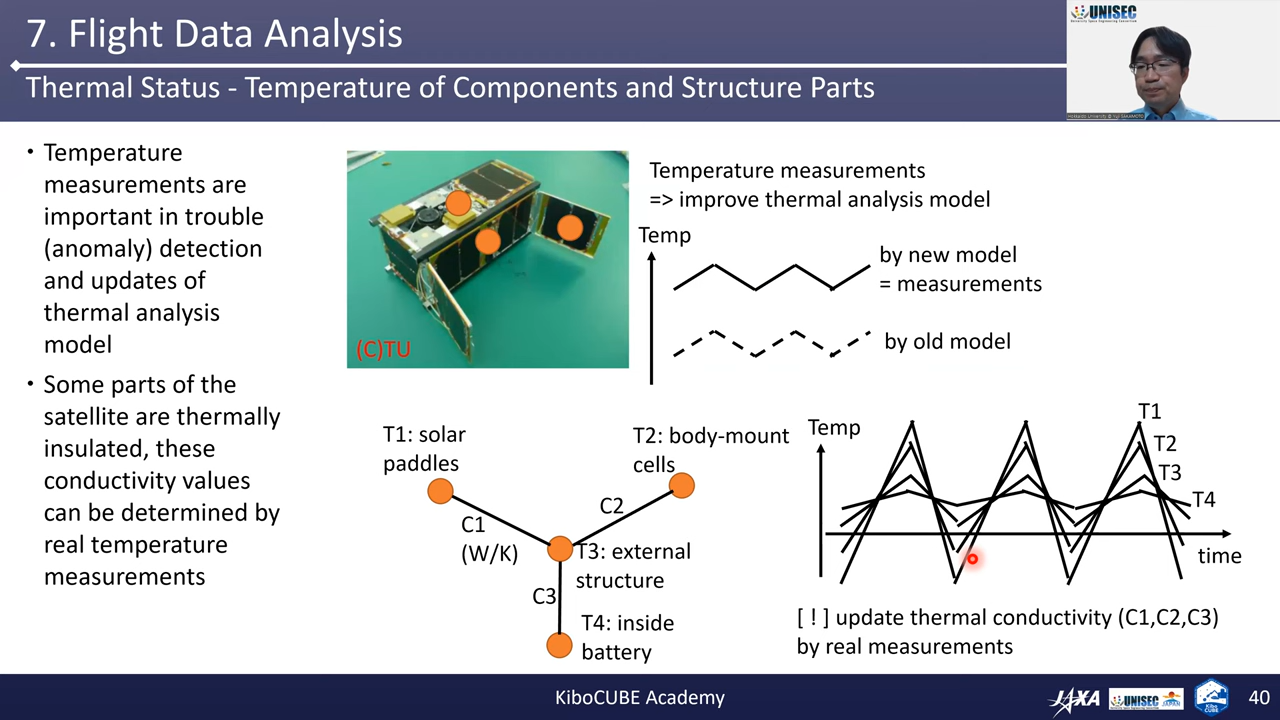 7. Flight Data Analysis
Thermal Status - Temperature of Components and Structure Parts
UNISEC
• Temperature
measurements are
important in trouble
(anomaly) detection
and updates of
thermal analysis
model
• Some parts of the
satellite are thermally
insulated, these
conductivity values
can be determined by
real temperature
measurements
(C)TU
Temperature measurements
=> improve thermal analysis model
Temp
by new model
= measurements
by old model
T1: solar
paddles
T2: body-mount
cells
C1
(W/K)
C2
T3: external
structure
C3
T4: inside
battery
Temp
T1
T2
T3
T4
time
[ ! ] update thermal conductivity (C1,C2,C3)
by real measurements
KiboCUBE Academy
JAXA
UNISEC
Kibo
CUBE
40